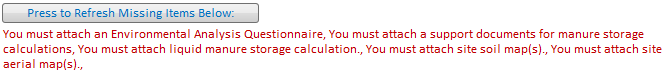 Press to Refresh Missing Items Below:
You must attach an Environmental Analysis Questionnaire, You must attach a support documents for manure storage
calculations, You must attach liquid manure storage calculation., You must attach site soil map(s)., You must attach site
aerial map(s).,